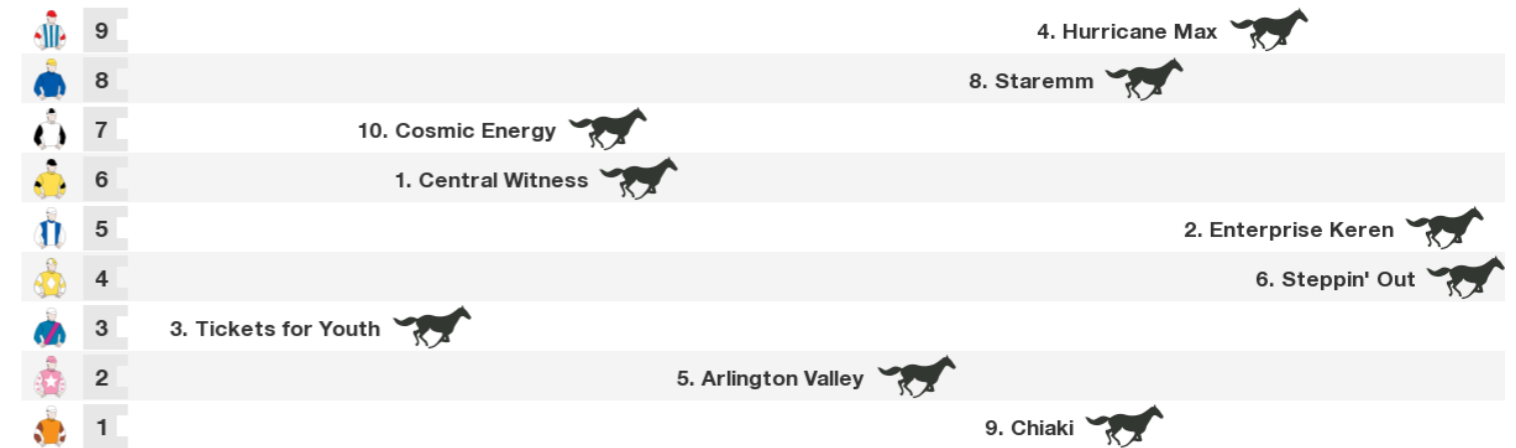 9 4. Hurricane Max
8 8. Staremm
7 10. Cosmic Energy
6 1. Central Witness
5 2. Enterprise Keren
4 6. Steppin' Out
3 3. Tickets for Youth
2 5. Arlington Valley
1 9. Chiaki